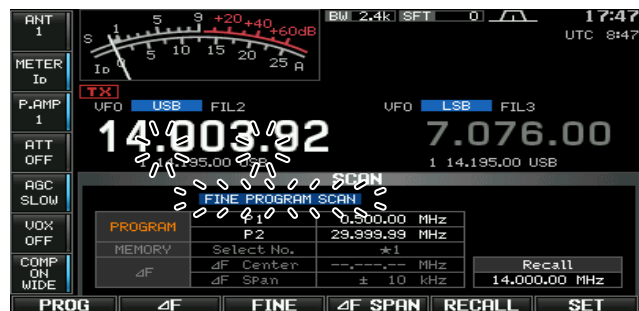 ANT 1
METER ID
P.AMP 1
ATT OFF
AGC SLOW
VOX OFF
COMP ON WIDE
S 1 5 9 +20 +40 +60dB
ID 0 5 10 15 20 25 A
BW 2.4k SFT 0 17:47
UTC 8:47
TX
VFO USB FIL2 VFO LSB FIL3
14.003.92 7.076.00
1 14.195.00 USB 1 14.195.00 USB
SCAN
FINE PROGRAM SCAN
PROGRAM P1 0.500.00 MHz
P2 29.999.99 MHz
MEMORY Select No. *1
⊿F ⊿F Center --.---.-- MHz Recall
⊿F SPan ± 10 kHz 14.000.00 MHz
PROG ⊿F FINE ⊿F SPAN RECALL SET